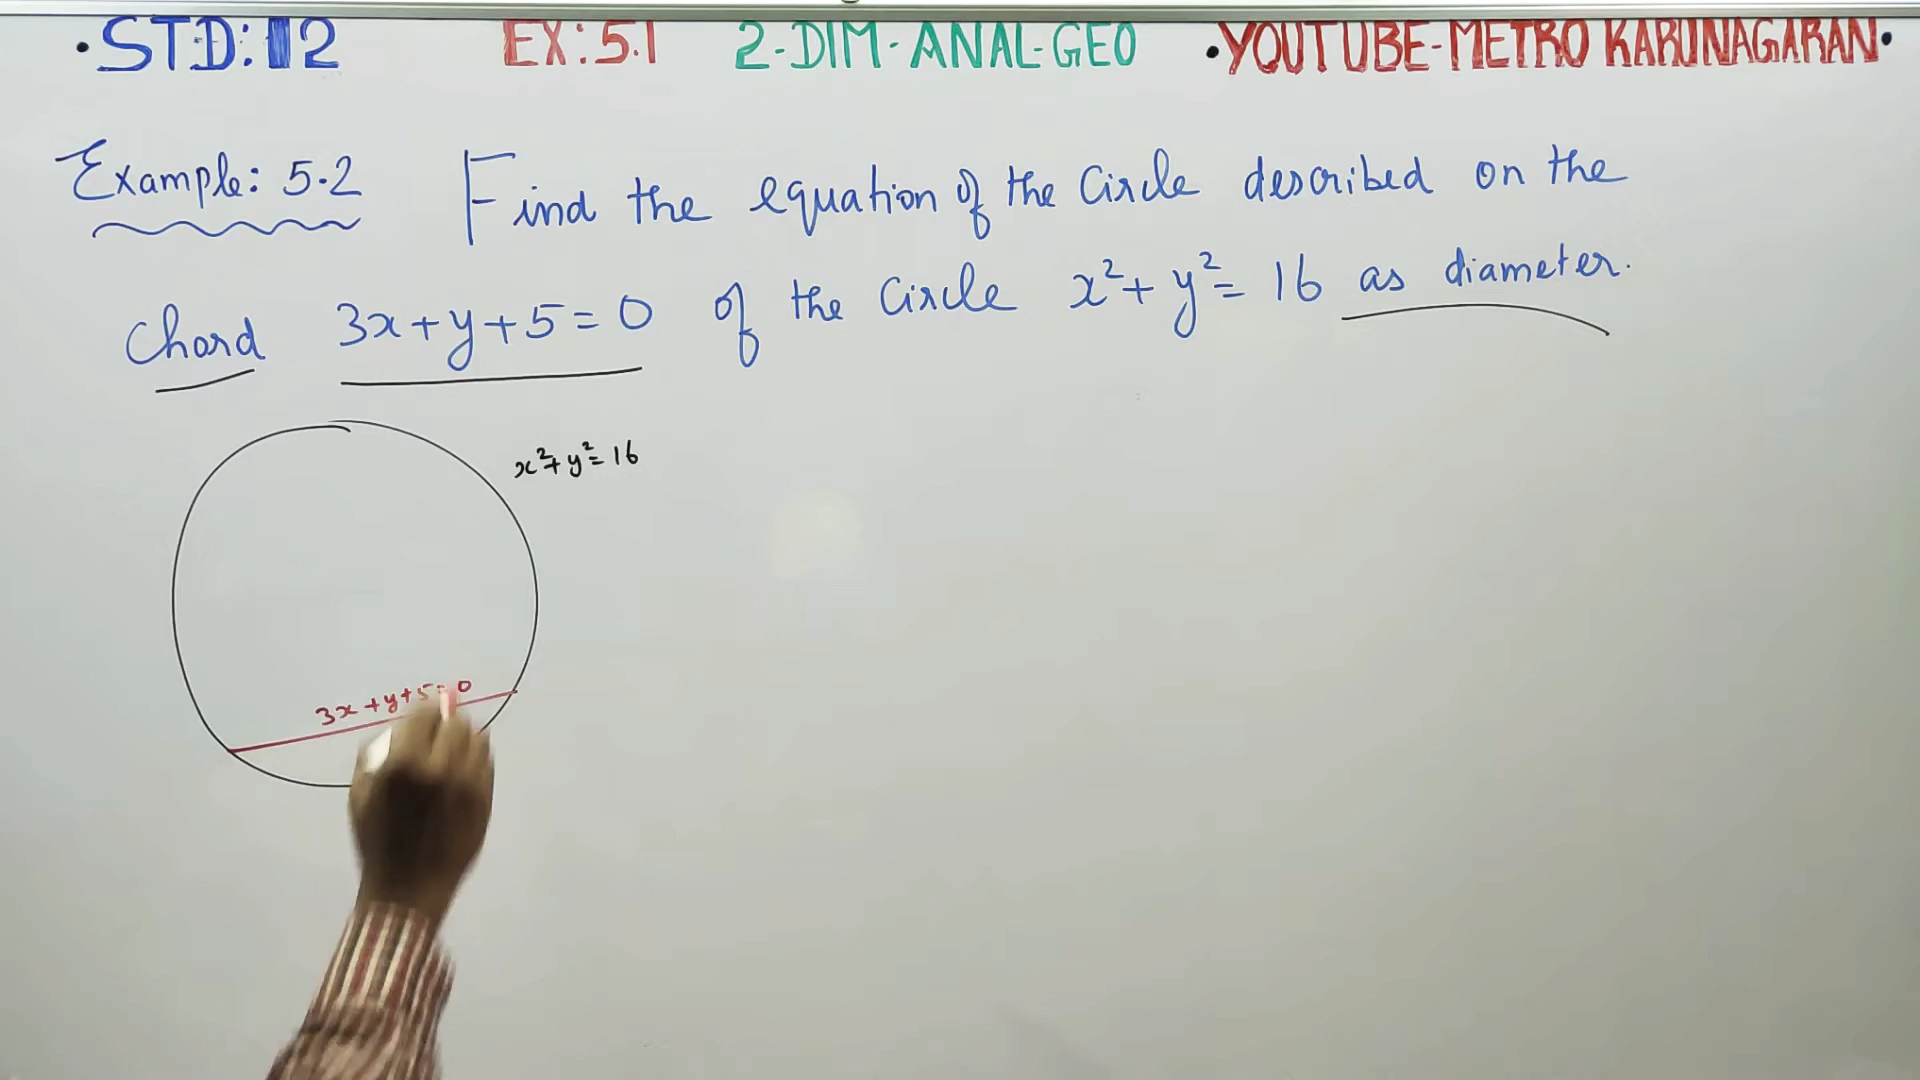 •STD:12 EX:5.1 2-DIM-ANAL-GEO •YOUTUBE-METRO KARUNAGARAN•
Example: 5.2 Find the equation of the Circle described on the
Chord 3x+y+5=0 of the Circle x²+y²=16 as diameter.
x²+y²=16
3x+y+5=0